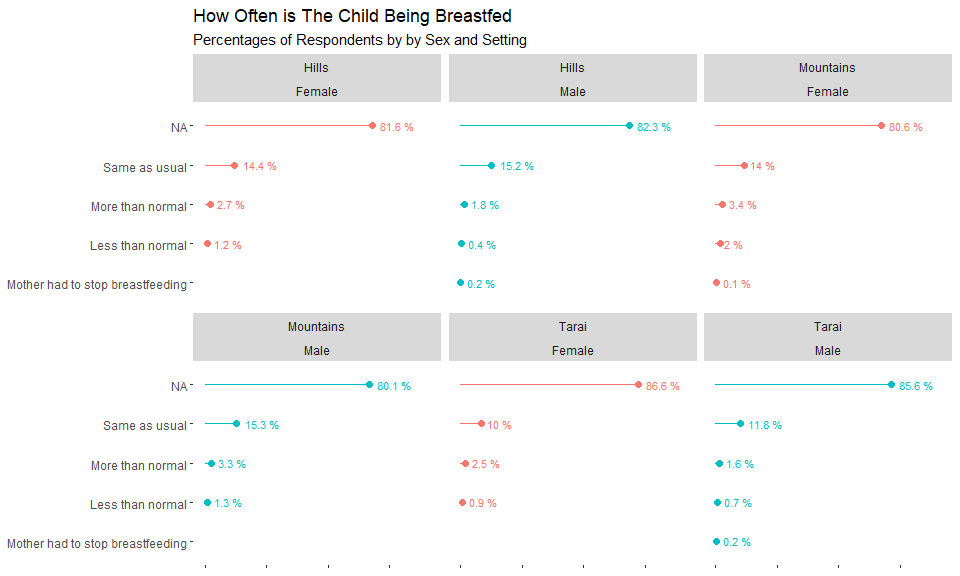 How Often is The Child Being Breastfed
Percentages of Respondents by by Sex and Setting
Hills Hills Mountains
Female Male Female
NA 81.6 % 82.3 % 80.6 %
Same as usual 14.4 % 15.2 % 14 %
More than normal 2.7 % 1.8 % 3.4 %
Less than normal 1.2 % 0.4 % 2 %
Mother had to stop breastfeeding 0.2 % 0.1 %
Mountains Tarai Tarai
Male Female Male
NA 80.1 % 86.6 % 85.6 %
Same as usual 15.3 % 10 % 11.8 %
More than normal 3.3 % 2.5 % 1.6 %
Less than normal 1.3 % 0.9 % 0.7 %
Mother had to stop breastfeeding 0.2 %